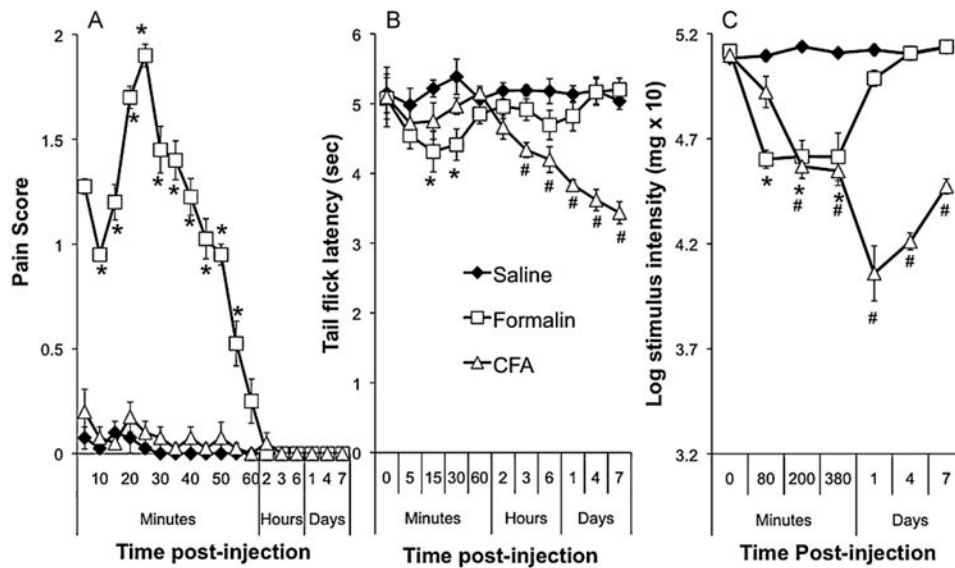 A
Pain Score
2
1.5
1
0.5
0
10 20 30 40 50 60 2 3 6 1 4 7
Minutes Hours Days
Time post-injection
* * * * * * * * * *
B
Tail flick latency (sec)
6
5
4
3
2
1
0
* *
# # # # #
Saline
Formalin
CFA
0 5 15 30 60 2 3 6 1 4 7
Minutes Hours Days
Time post-injection
C
Log stimulus intensity (mg x 10)
5.2
4.7
4.2
3.7
3.2
* * *
# # # # #
0 80 200 380 1 4 7
Minutes Days
Time Post-injection